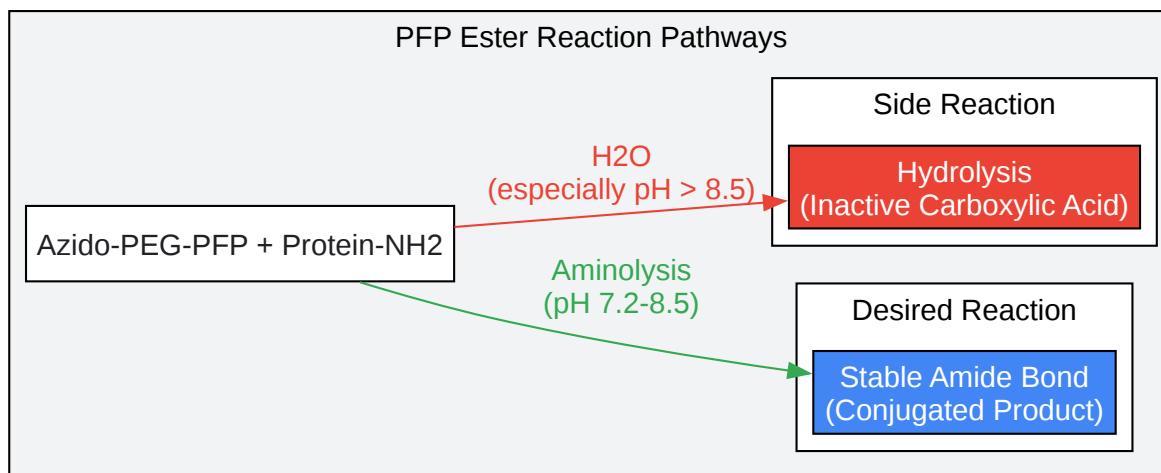 PFP Ester Reaction Pathways
Side Reaction
H2O
(especially pH > 8.5)
Hydrolysis
(Inactive Carboxylic Acid)
Azido-PEG-PFP + Protein-NH2
Aminolysis
(pH 7.2-8.5)
Desired Reaction
Stable Amide Bond
(Conjugated Product)